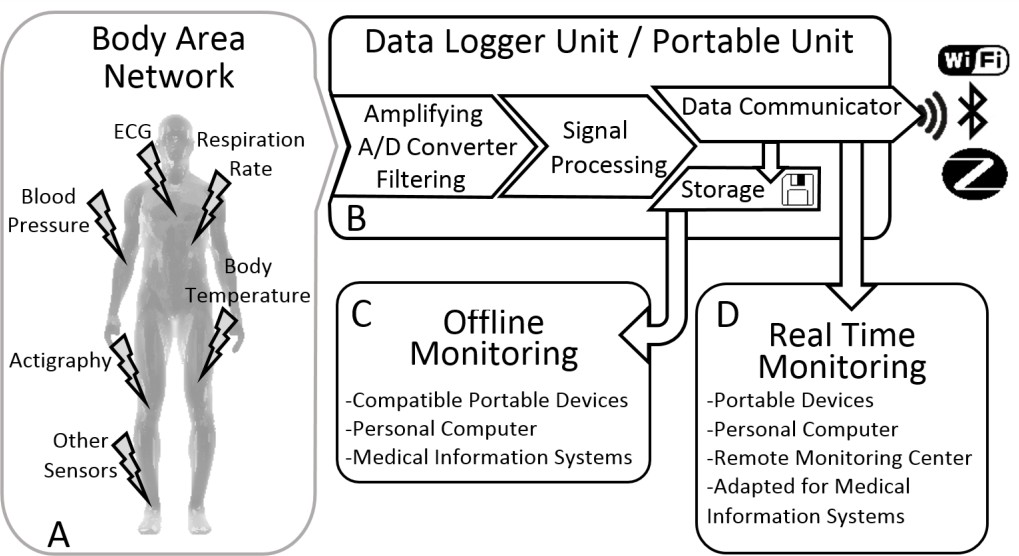 Body Area
Network
ECG
Respiration
Rate
Blood
Pressure
Body
Temperature
Actigraphy
Other
Sensors
A
Data Logger Unit / Portable Unit
Amplifying
A/D Converter
Filtering
Signal
Processing
Data Communicator
Storage
B
Wi Fi
C
Offline
Monitoring
-Compatible Portable Devices
-Personal Computer
-Medical Information Systems
D
Real Time
Monitoring
-Portable Devices
-Personal Computer
-Remote Monitoring Center
-Adapted for Medical
Information Systems